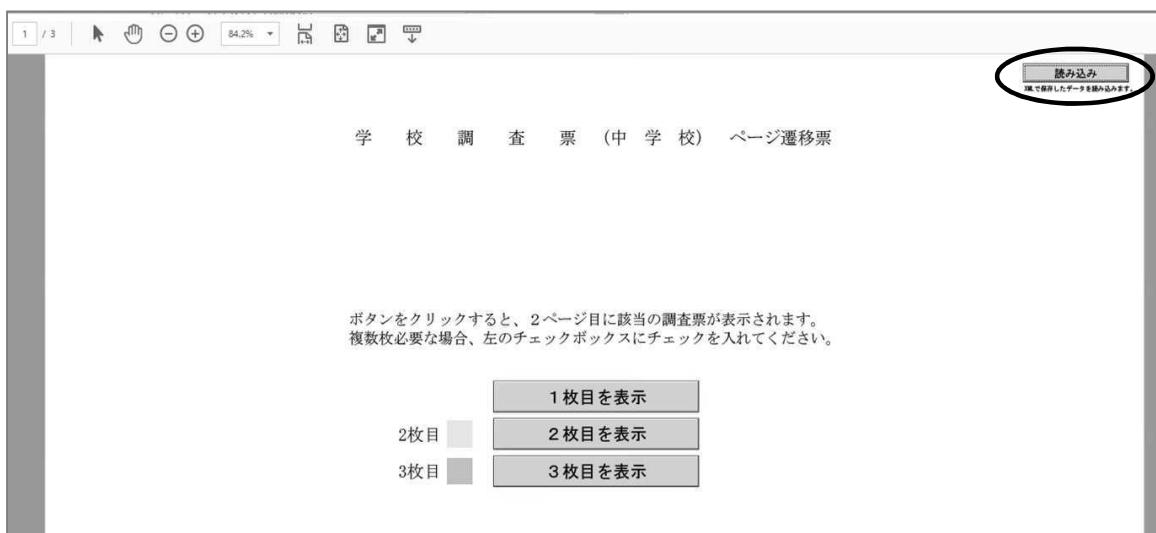 1 / 3
84.2%
読み込み
XMLで保存したデータを読み込みます。
学校調査票(中学校) ページ遷移票
ボタンをクリックすると、2ページ目に該当の調査票が表示されます。
複数枚必要な場合、左のチェックボックスにチェックを入れてください。
1枚目を表示
2枚目 2枚目を表示
3枚目 3枚目を表示